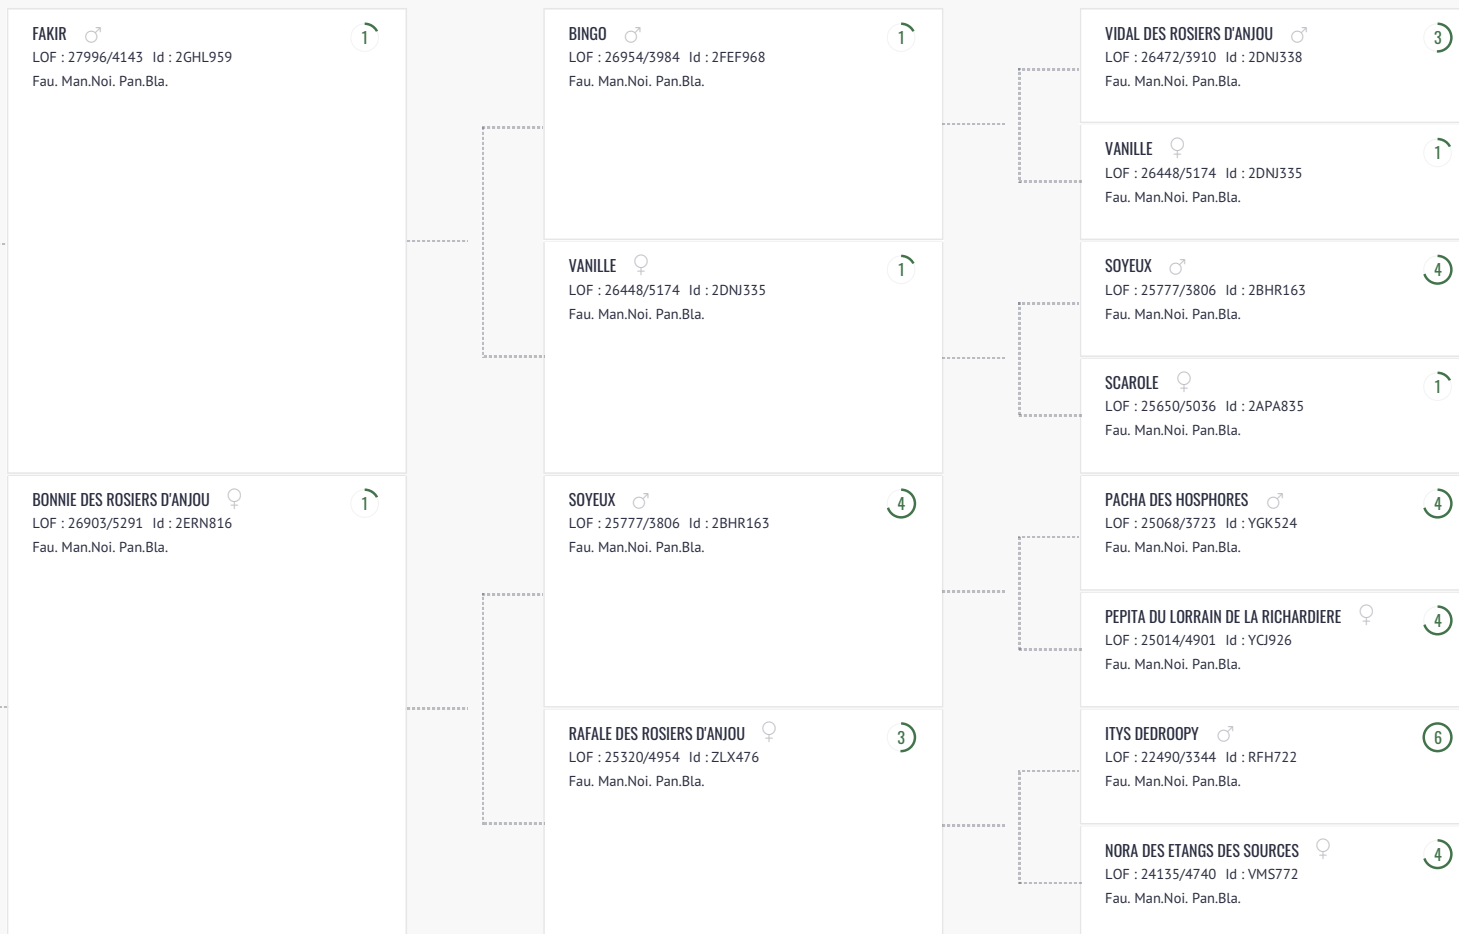 FAKIR ♂ 1
LOF : 27996/4143 Id : 2GHL959
Fau. Man.Noi. Pan.Bla.
BONNIE DES ROSIERS D'ANJOU ♀ 1
LOF : 26903/5291 Id : 2ERN816
Fau. Man.Noi. Pan.Bla.
BINGO ♂ 1
LOF : 26954/3984 Id : 2FEF968
Fau. Man.Noi. Pan.Bla.
VANILLE ♀ 1
LOF : 26448/5174 Id : 2DNJ335
Fau. Man.Noi. Pan.Bla.
SOYEUX ♂ 4
LOF : 25777/3806 Id : 2BHR163
Fau. Man.Noi. Pan.Bla.
RAFALE DES ROSIERS D'ANJOU ♀ 3
LOF : 25320/4954 Id : ZLX476
Fau. Man.Noi. Pan.Bla.
VIDAL DES ROSIERS D'ANJOU ♂ 3
LOF : 26472/3910 Id : 2DNJ338
Fau. Man.Noi. Pan.Bla.
VANILLE ♀ 1
LOF : 26448/5174 Id : 2DNJ335
Fau. Man.Noi. Pan.Bla.
SOYEUX ♂ 4
LOF : 25777/3806 Id : 2BHR163
Fau. Man.Noi. Pan.Bla.
SCAROLE ♀ 1
LOF : 25650/5036 Id : 2APA835
Fau. Man.Noi. Pan.Bla.
PACHA DES HOSPHORES ♂ 4
LOF : 25068/3723 Id : YGK524
Fau. Man.Noi. Pan.Bla.
PEPITA DU LORRAIN DE LA RICHARDIERE ♀ 4
LOF : 25014/4901 Id : YCJ926
Fau. Man.Noi. Pan.Bla.
ITYS DEDROOPY ♂ 6
LOF : 22490/3344 Id : RFH722
Fau. Man.Noi. Pan.Bla.
NORA DES ETANGS DES SOURCES ♀ 4
LOF : 24135/4740 Id : VMS772
Fau. Man.Noi. Pan.Bla.